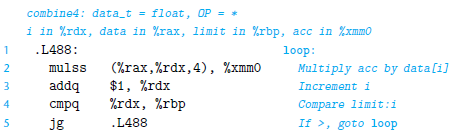 combine4: data_t = float, OP = *
i in %rdx, data in %rax, limit in %rbp, acc in %xmm0
1 .L488: loop:
2 mulss (%rax,%rdx,4), %xmm0 Multiply acc by data[i]
3 addq $1, %rdx Increment i
4 cmpq %rdx, %rbp Compare limit:i
5 jg .L488 If >, goto loop